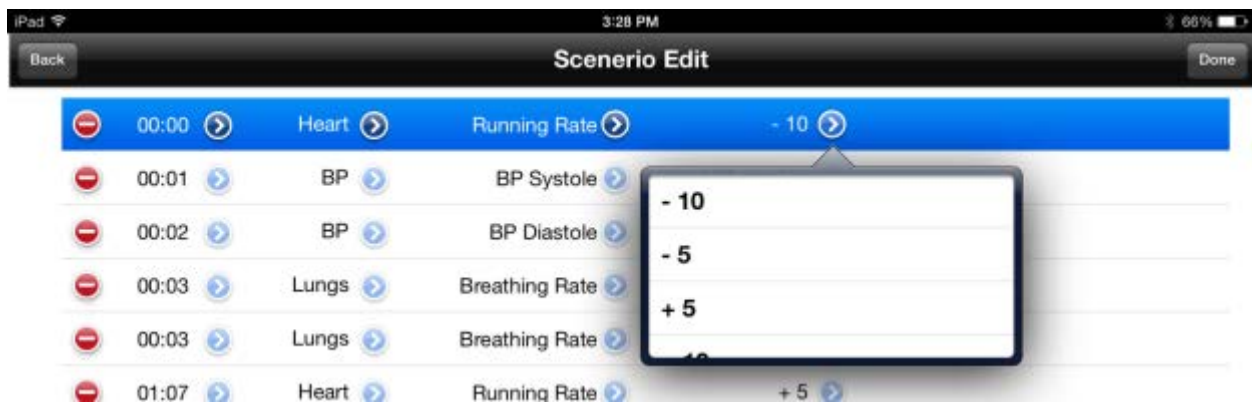 iPad 3:28 PM 66%
Back Scenerio Edit Done
00:00 Heart Running Rate - 10
00:01 BP BP Systole
00:02 BP BP Diastole
00:03 Lungs Breathing Rate
00:03 Lungs Breathing Rate
01:07 Heart Running Rate + 5
- 10
- 5
+ 5